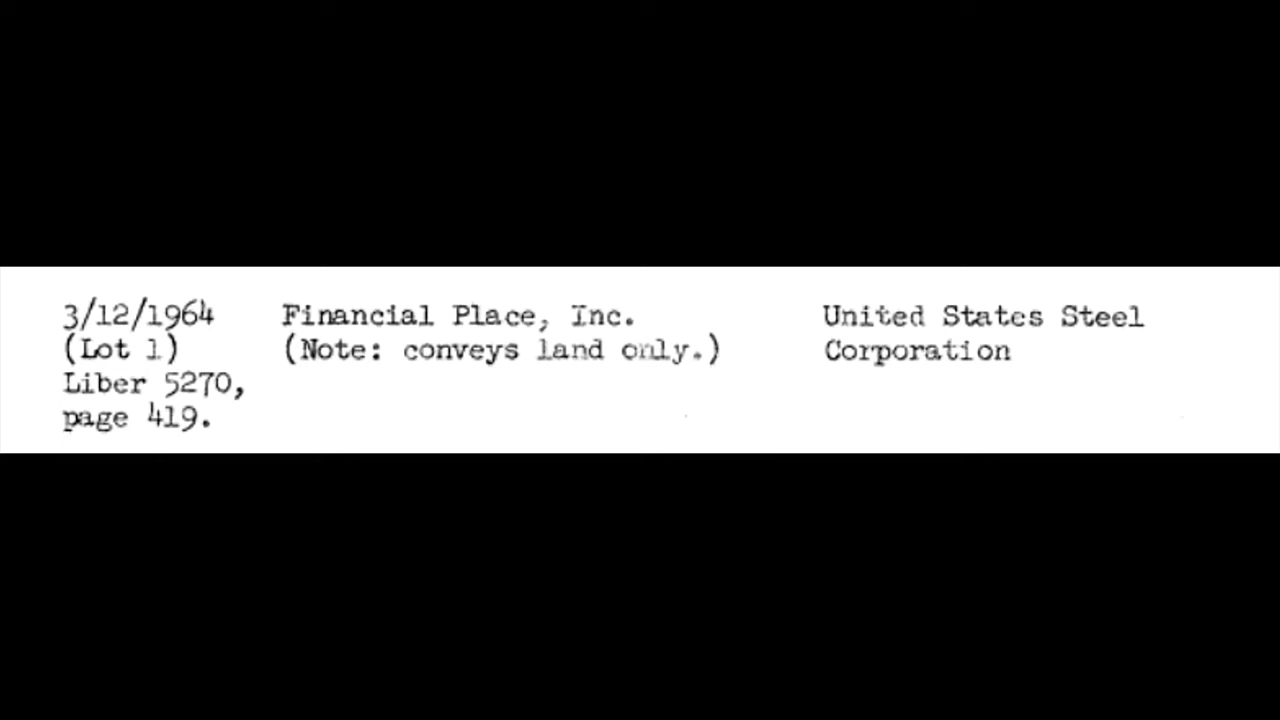 3/12/1964 Financial Place, Inc. United States Steel
(Lot 1) (Note: conveys land only.) Corporation
Liber 5270,
page 419.